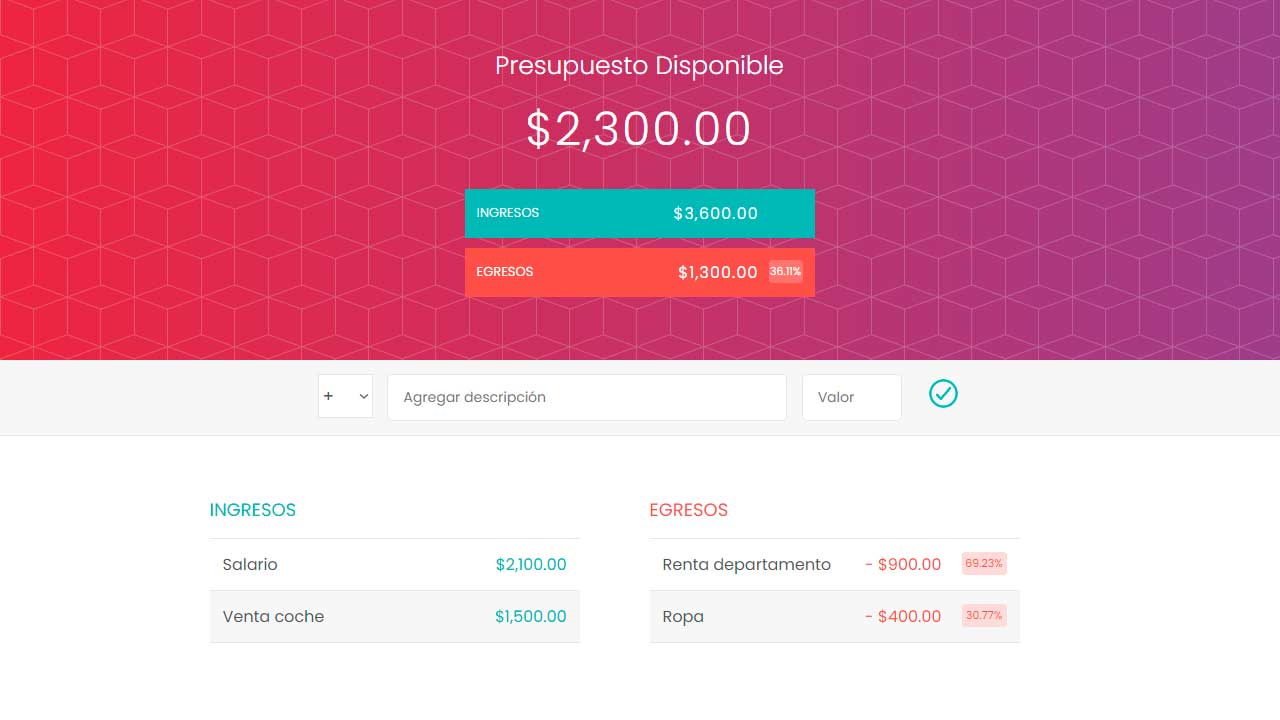 Presupuesto Disponible
$2,300.00
INGRESOS $3,600.00
EGRESOS $1,300.00 36.11%
+ Agregar descripción Valor
INGRESOS
Salario $2,100.00
Venta coche $1,500.00
EGRESOS
Renta departamento - $900.00 69.23%
Ropa - $400.00 30.77%